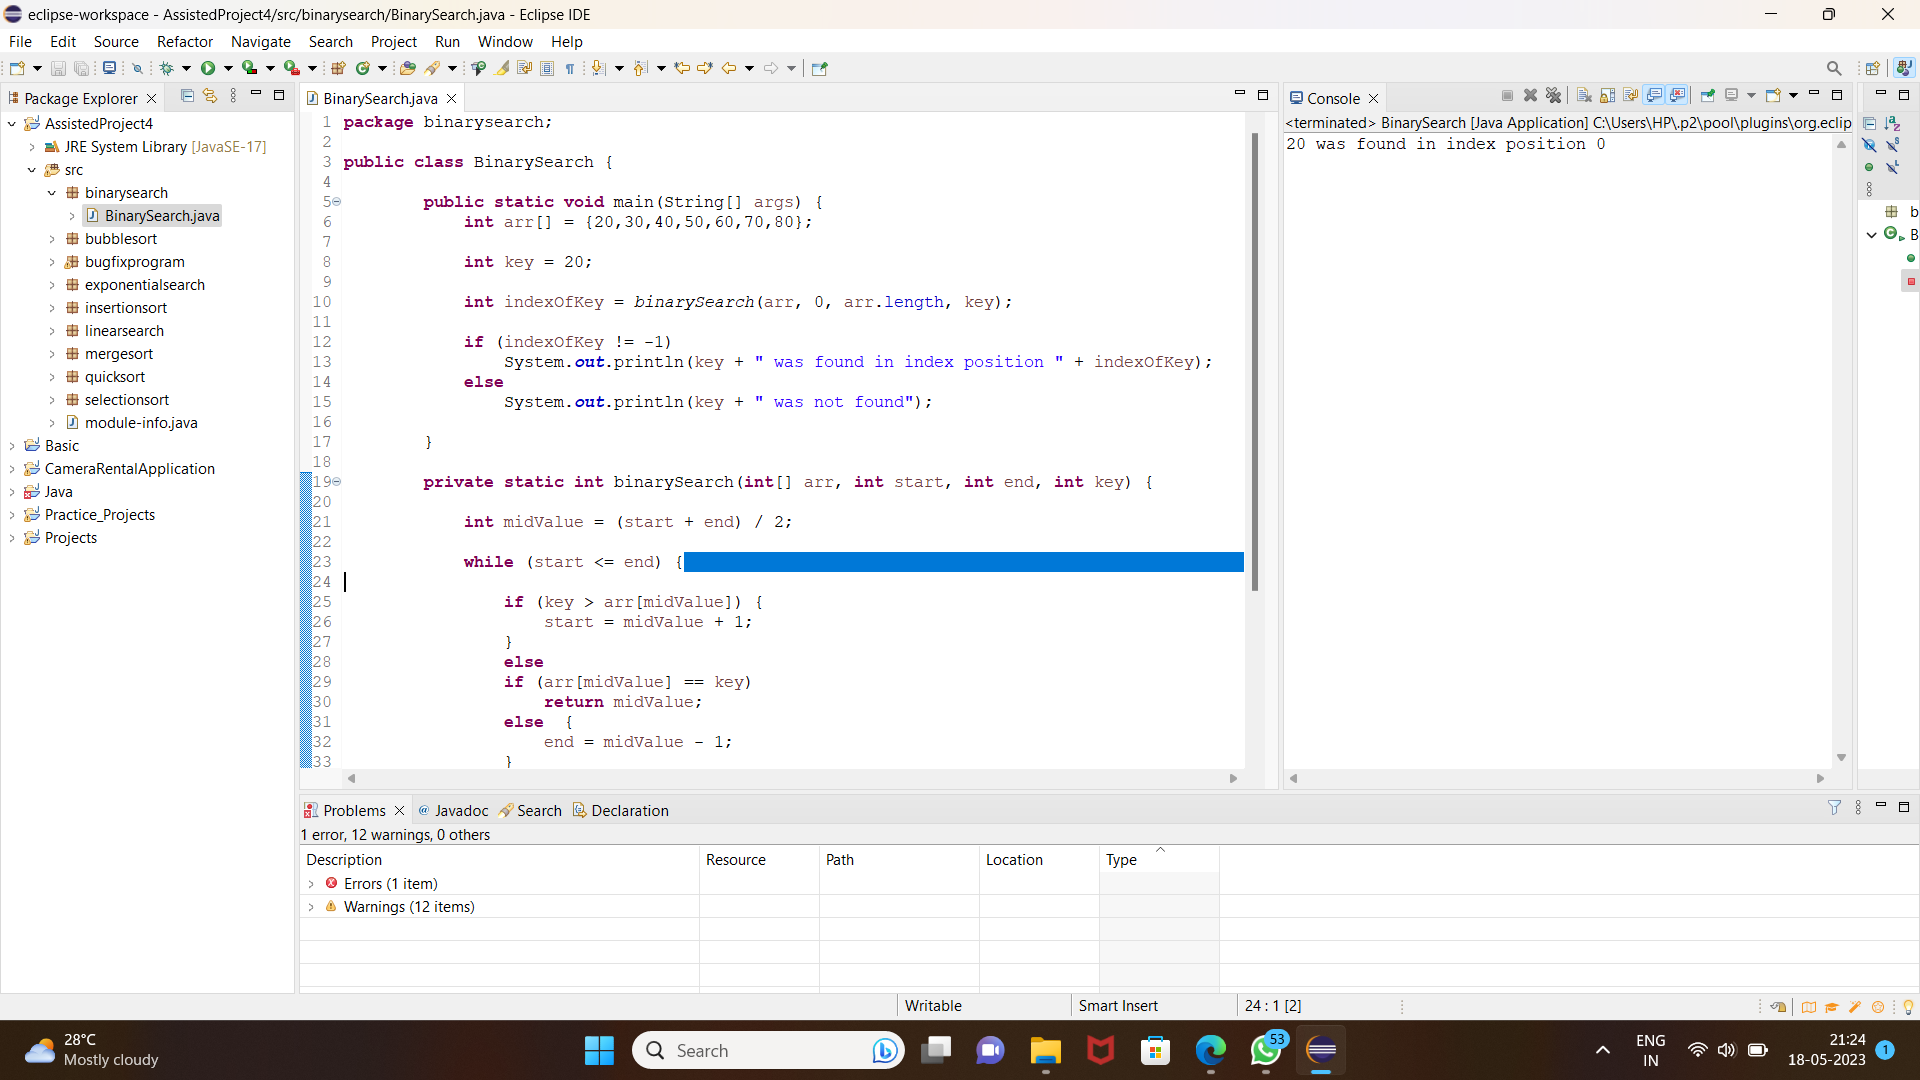 eclipse-workspace - AssistedProject4/src/binarysearch/BinarySearch.java - Eclipse IDE
File Edit Source Refactor Navigate Search Project Run Window Help
Package Explorer
AssistedProject4
JRE System Library [JavaSE-17]
src
binarysearch
BinarySearch.java
bubblesort
bugfixprogram
exponentialsearch
insertionsort
linearsearch
mergesort
quicksort
selectionsort
module-info.java
Basic
CameraRentalApplication
Java
Practice_Projects
Projects
BinarySearch.java
1 package binarysearch;
2
3 public class BinarySearch {
4
5 public static void main(String[] args) {
6 int arr[] = {20,30,40,50,60,70,80};
7
8 int key = 20;
9
10 int indexOfKey = binarySearch(arr, 0, arr.length, key);
11
12 if (indexOfKey != -1)
13 System.out.println(key + " was found in index position " + indexOfKey);
14 else
15 System.out.println(key + " was not found");
16
17 }
18
19 private static int binarySearch(int[] arr, int start, int end, int key) {
20
21 int midValue = (start + end) / 2;
22
23 while (start <= end) {
24
25 if (key > arr[midValue]) {
26 start = midValue + 1;
27 }
28 else
29 if (arr[midValue] == key)
30 return midValue;
31 else {
32 end = midValue - 1;
33 }
Console
<terminated> BinarySearch [Java Application] C:\Users\HP\.p2\pool\plugins\org.eclip
20 was found in index position 0
b
B
Problems Javadoc Search Declaration
1 error, 12 warnings, 0 others
Description Resource Path Location Type
Errors (1 item)
Warnings (12 items)
Writable Smart Insert 24 : 1 [2]
28°C
Mostly cloudy
Search
53
ENG
IN
21:24
18-05-2023
1